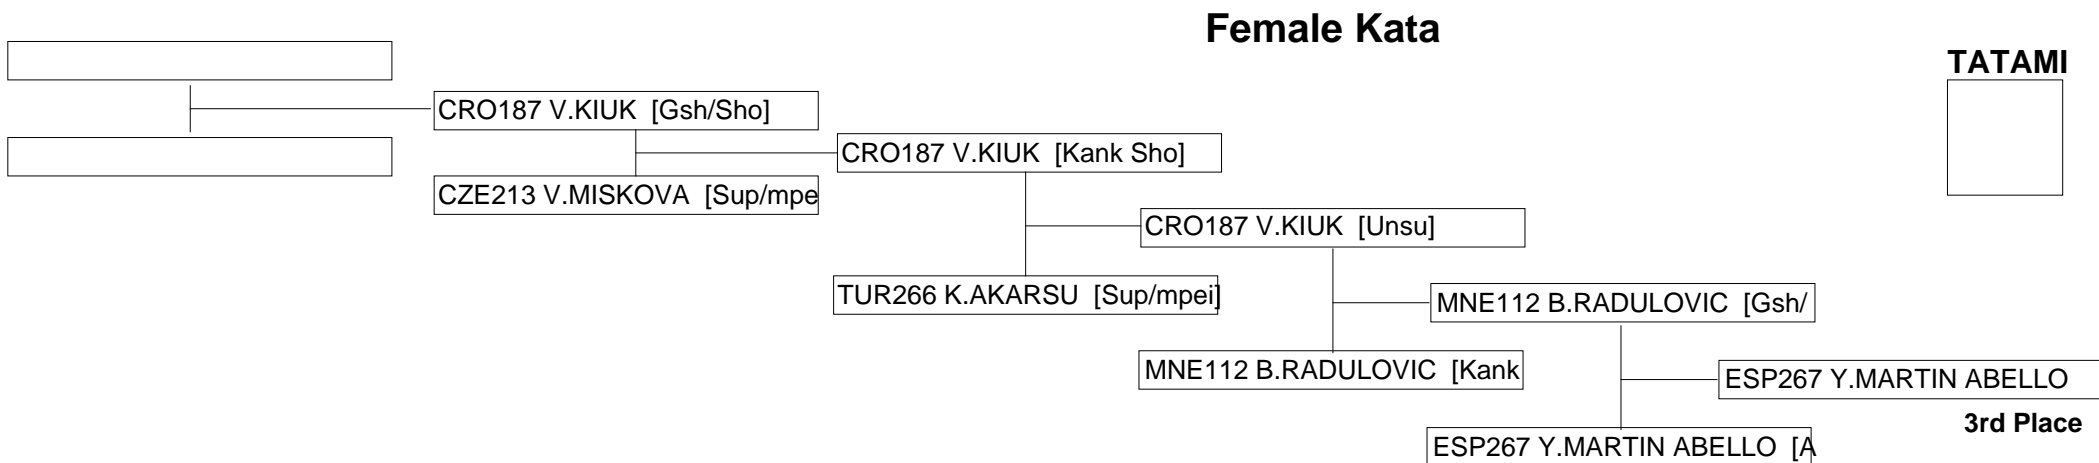 Female Kata
TATAMI
CRO187 V.KIUK [Gsh/Sho]
CRO187 V.KIUK [Kank Sho]
CZE213 V.MISKOVA [Sup/mpe
CRO187 V.KIUK [Unsu]
TUR266 K.AKARSU [Sup/mpei]
MNE112 B.RADULOVIC [Gsh/
MNE112 B.RADULOVIC [Kank
ESP267 Y.MARTIN ABELLO
3rd Place
ESP267 Y.MARTIN ABELLO [A